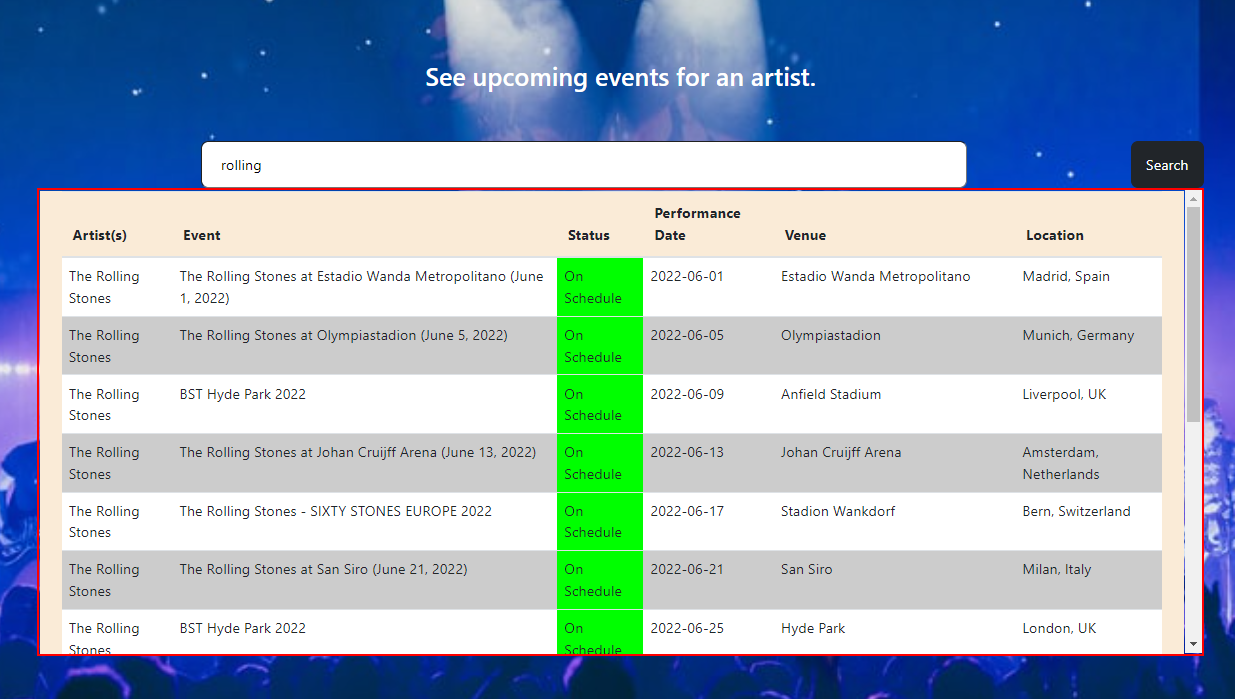 See upcoming events for an artist.
rolling
Search
Artist(s) Event Status Performance Date Venue Location
The Rolling Stones The Rolling Stones at Estadio Wanda Metropolitano (June 1, 2022) On Schedule 2022-06-01 Estadio Wanda Metropolitano Madrid, Spain
The Rolling Stones The Rolling Stones at Olympiastadion (June 5, 2022) On Schedule 2022-06-05 Olympiastadion Munich, Germany
The Rolling Stones BST Hyde Park 2022 On Schedule 2022-06-09 Anfield Stadium Liverpool, UK
The Rolling Stones The Rolling Stones at Johan Cruijff Arena (June 13, 2022) On Schedule 2022-06-13 Johan Cruijff Arena Amsterdam, Netherlands
The Rolling Stones The Rolling Stones - SIXTY STONES EUROPE 2022 On Schedule 2022-06-17 Stadion Wankdorf Bern, Switzerland
The Rolling Stones The Rolling Stones at San Siro (June 21, 2022) On Schedule 2022-06-21 San Siro Milan, Italy
The Rolling Stones BST Hyde Park 2022 On Schedule 2022-06-25 Hyde Park London, UK